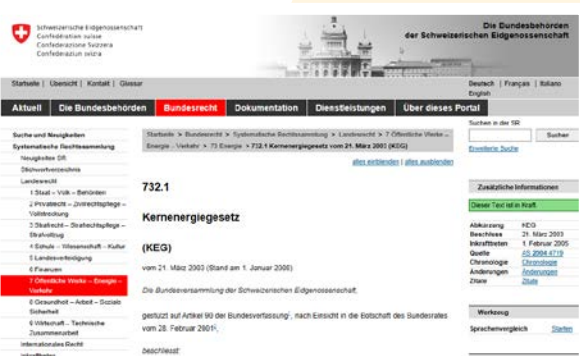 Schweizerische Eidgenossenschaft
Confédération suisse
Confederazione Svizzera
Confederaziun svizra
Die Bundesbehörden
der Schweizerischen Eidgenossenschaft
Startseite | Übersicht | Kontakt | Glossar
Deutsch | Français | Italiano
English
Aktuell Die Bundesbehörden Bundesrecht Dokumentation Dienstleistungen Über dieses Portal
Suche und Neuigkeiten
Systematische Rechtssammlung
Neuigkeiten SR
Stichwortverzeichnis
Landesrecht
1 Staat – Volk – Behörden
2 Privatrecht – Zivilrechtspflege –
Vollstreckung
3 Strafrecht – Strafrechtspflege –
Strafvollzug
4 Schule – Wissenschaft – Kultur
5 Landesverteidigung
6 Finanzen
7 Öffentliche Werke – Energie –
Verkehr
8 Gesundheit – Arbeit – Soziale
Sicherheit
9 Wirtschaft – Technische
Zusammenarbeit
Internationales Recht
Startseite > Bundesrecht > Systematische Rechtssammlung > Landesrecht > 7 Öffentliche Werke –
Energie – Verkehr > 73 Energie > 732.1 Kernenergiegesetz vom 21. März 2003 (KEG)
alles einblenden | alles ausblenden
732.1
Kernenergiegesetz
(KEG)
vom 21. März 2003 (Stand am 1. Januar 2008)
Die Bundesversammlung der Schweizerischen Eidgenossenschaft,
gestützt auf Artikel 90 der Bundesverfassung, nach Einsicht in die Botschaft des Bundesrates
vom 28. Februar 2001,
beschliesst:
Suchen in der SR
Suchen
Erweiterte Suche
Zusätzliche Informationen
Dieser Text ist in Kraft.
Abkürzung KEG
Beschluss 21. März 2003
Inkrafttreten 1. Februar 2005
Quelle AS 2004 4719
Chronologie Chronologie
Änderungen Änderungen
Zitate Zitate
Werkzeug
Sprachenvergleich Starten